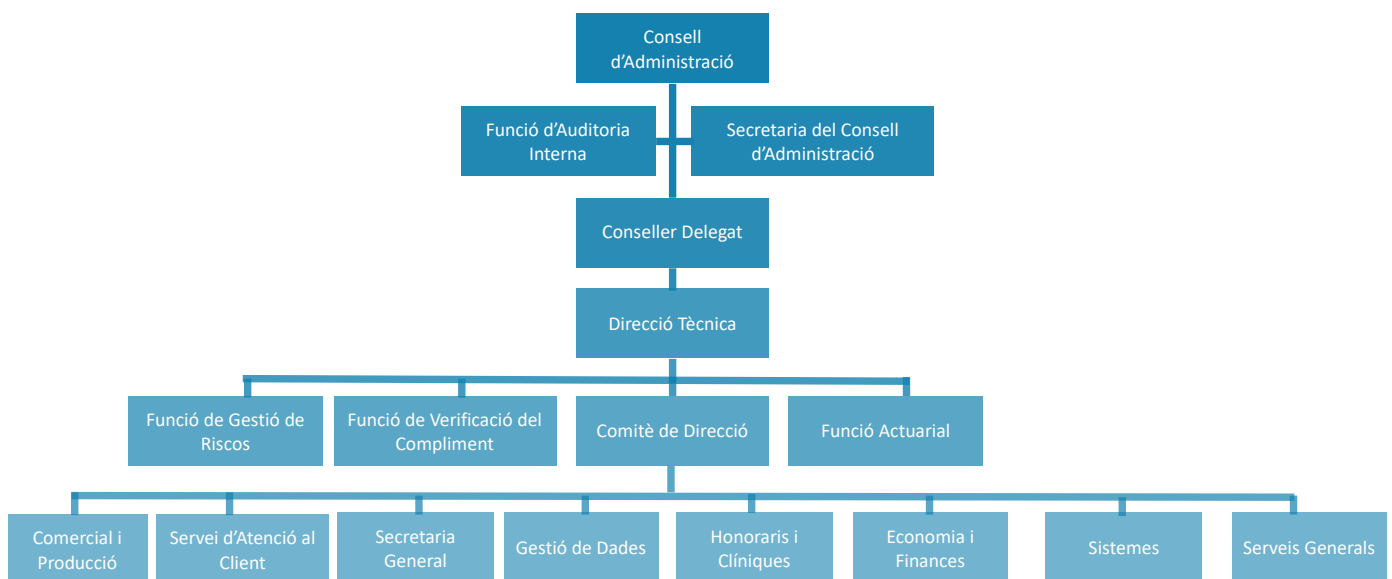 Consell
d’Administració
Funció d’Auditoria
Interna
Secretaria del Consell
d’Administració
Conseller Delegat
Direcció Tècnica
Funció de Gestió de
Riscos
Funció de Verificació del
Compliment
Comitè de Direcció
Funció Actuarial
Comercial i
Producció
Servei d’Atenció al
Client
Secretaria
General
Gestió de Dades
Honoraris i
Clíniques
Economia i
Finances
Sistemes
Serveis Generals